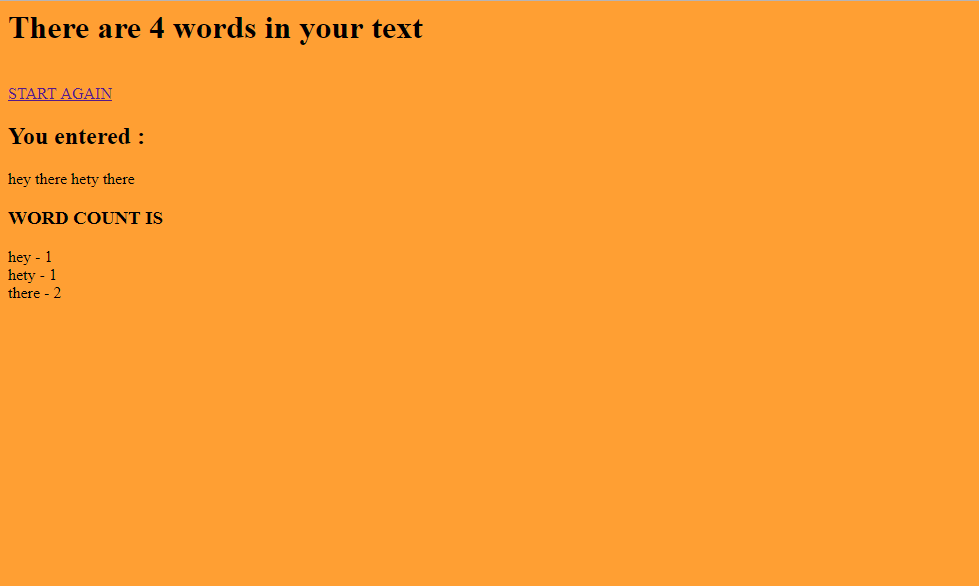 There are 4 words in your text
START AGAIN
You entered :
hey there hety there
WORD COUNT IS
hey - 1
hety - 1
there - 2